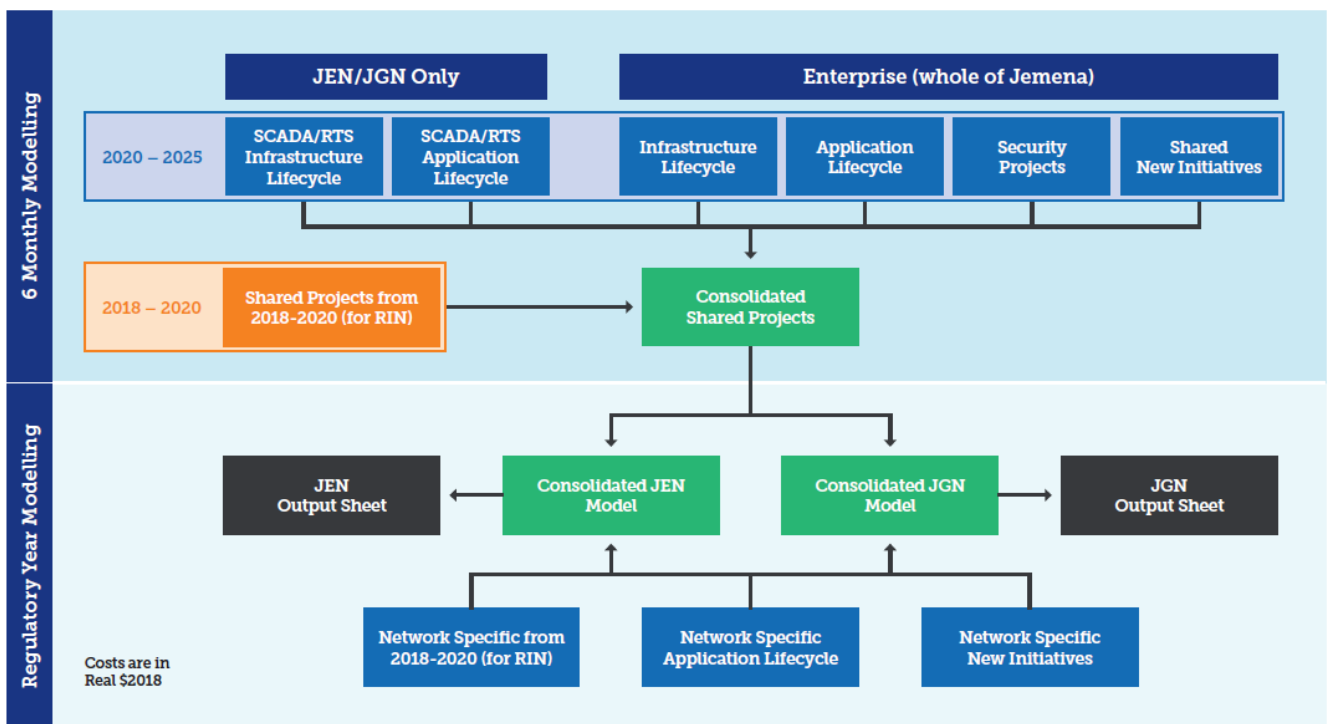 6 Monthly Modelling
JEN/JGN Only
Enterprise (whole of Jemena)
2020 – 2025
SCADA/RTS
Infrastructure
Lifecycle
SCADA/RTS
Application
Lifecycle
Infrastructure
Lifecycle
Application
Lifecycle
Security
Projects
Shared
New Initiatives
2018 – 2020
Shared Projects from
2018-2020 (for RIN)
Consolidated
Shared Projects
Regulatory Year Modelling
JEN
Output Sheet
Consolidated JEN
Model
Consolidated JGN
Model
JGN
Output Sheet
Network Specific from
2018-2020 (for RIN)
Network Specific
Application Lifecycle
Network Specific
New Initiatives
Costs are in
Real $2018